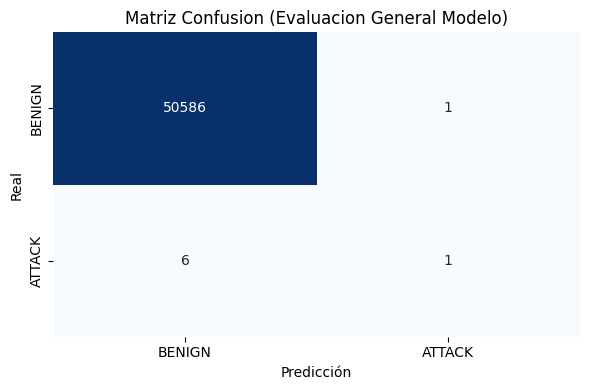 Matriz Confusion (Evaluacion General Modelo)
Real
BENIGN
50586
1
ATTACK
6
1
BENIGN
ATTACK
Predicción